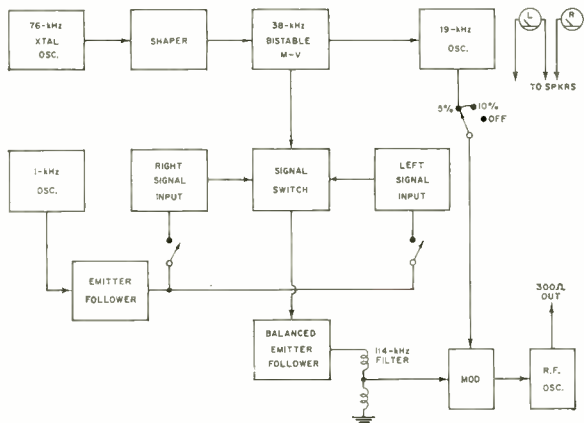 76-kHz
XTAL
OSC.
SHAPER
38-kHz
BISTABLE
M-V
19-kHz
OSC.
L
R
TO SPKRS
5%
10%
OFF
1-kHz
OSC.
RIGHT
SIGNAL
INPUT
SIGNAL
SWITCH
LEFT
SIGNAL
INPUT
EMITTER
FOLLOWER
BALANCED
EMITTER
FOLLOWER
114-kHz
FILTER
MOD
300Ω
OUT
R.F.
OSC.